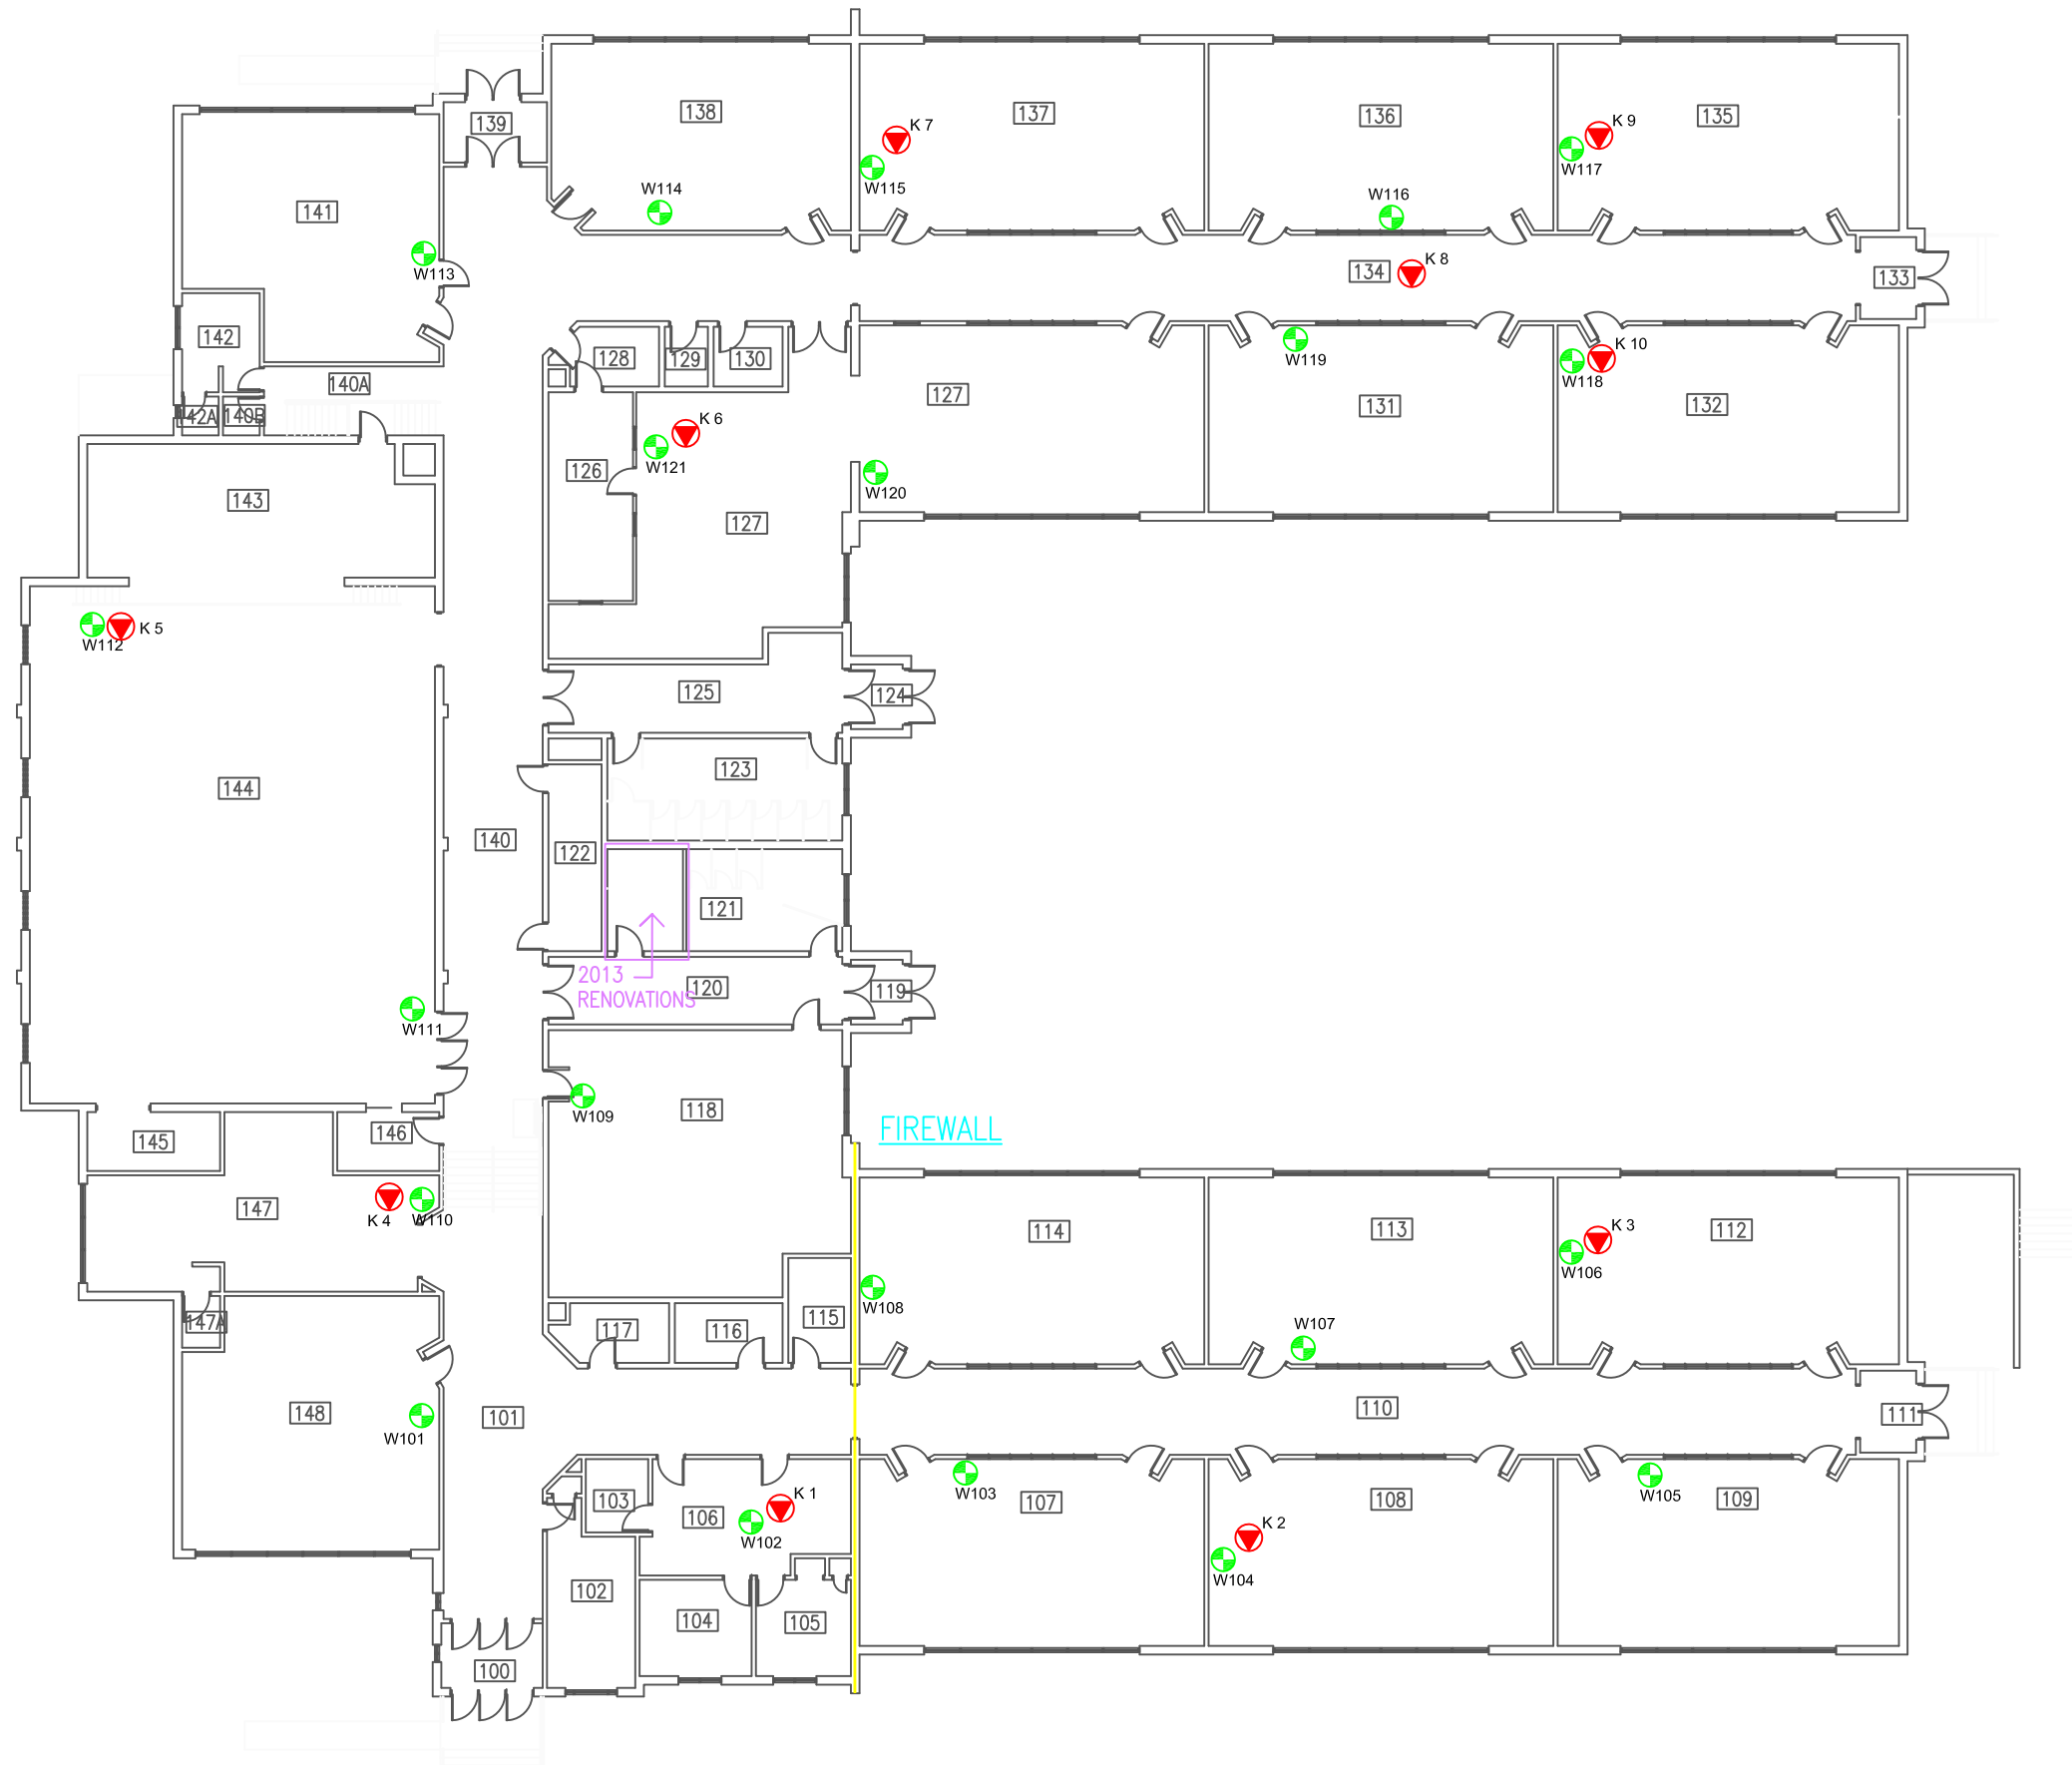 138
137
136
135
139
K 7
K 9
W114
W115
W116
W117
141
W113
134
K 8
133
142
128
129
130
W119
W118
K 10
140A
142A
140B
127
131
132
K 6
W121
126
W120
143
127
W112
K 5
125
124
123
144
140
122
121
2013
RENOVATIONS
120
119
W111
W109
118
FIREWALL
145
146
147
K 4
W110
114
113
K 3
112
W106
W108
147A
117
116
115
W107
148
W101
101
110
111
103
106
K 1
W102
W103
107
108
W105
109
K 2
W104
102
104
105
100